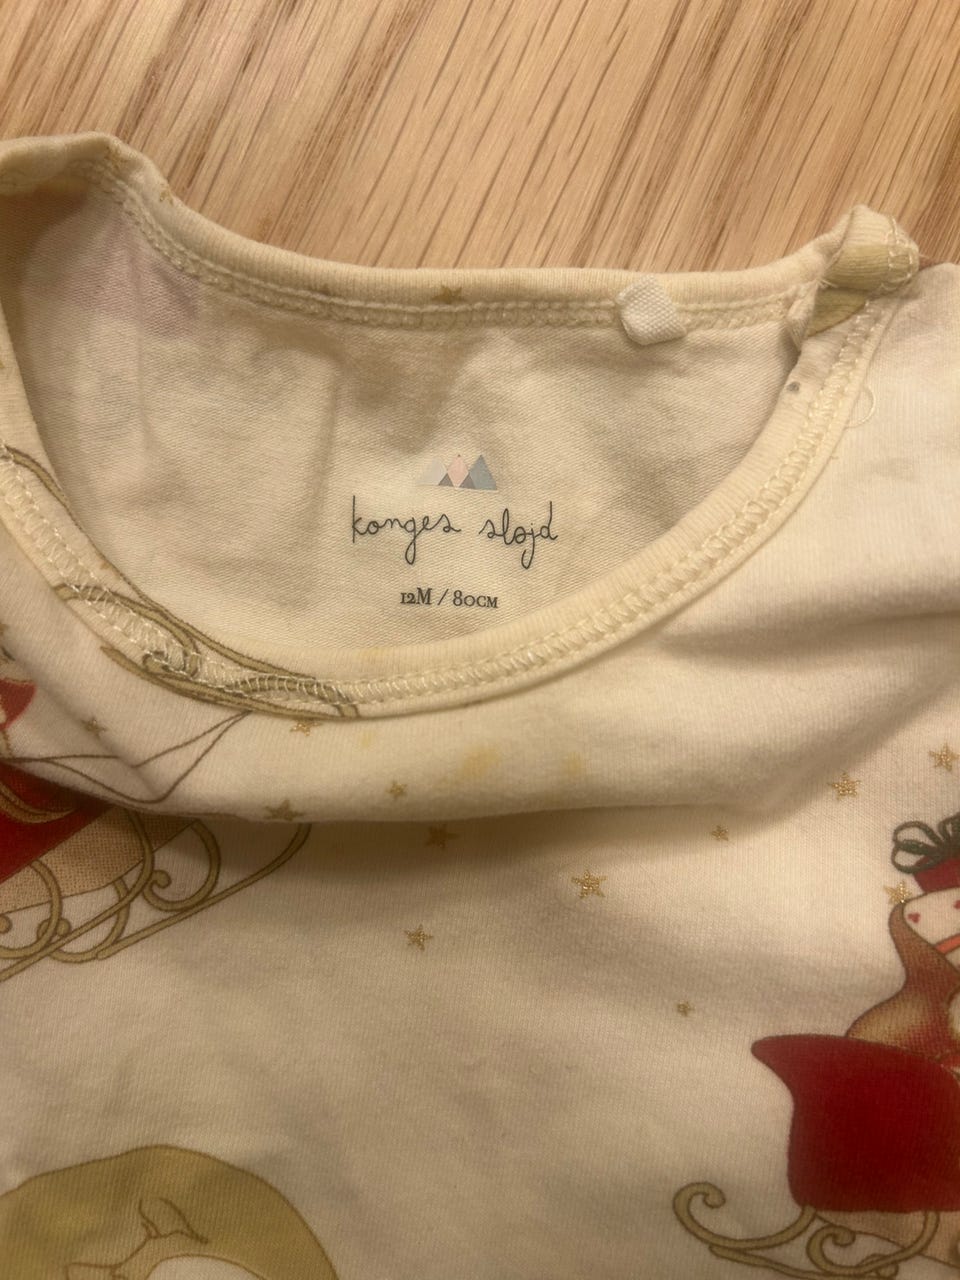 konges sløjd
12M / 80CM